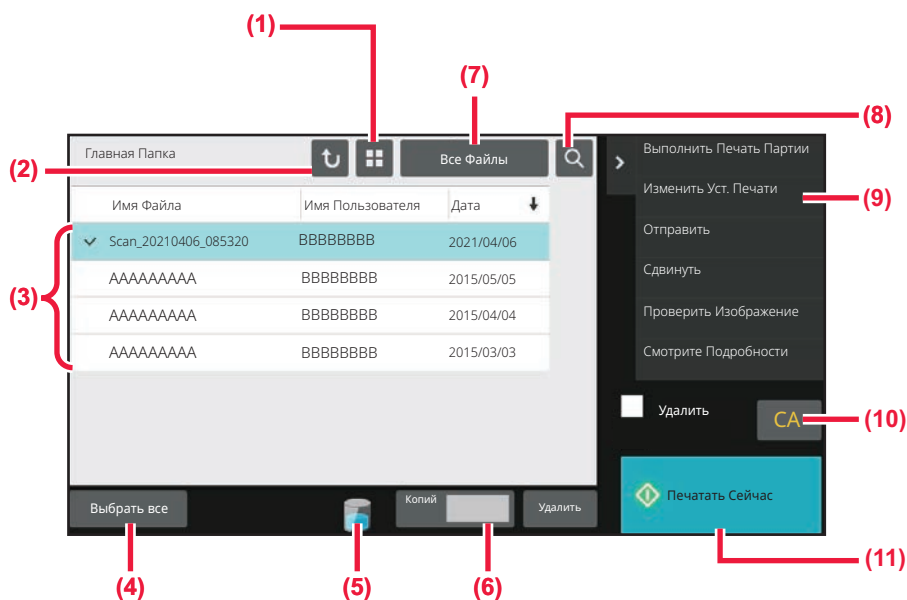 (1)
(7)
(8)
Главная Папка
Все Файлы
Выполнить Печать Партии
(2)
Изменить Уст. Печати
(9)
Имя Файла Имя Пользователя Дата
Отправить
Scan_20210406_085320 BBBBBBBB 2021/04/06
Сдвинуть
(3)
AAAAAAAAA BBBBBBBB 2015/05/05
AAAAAAAAA BBBBBBBB 2015/04/04
Проверить Изображение
AAAAAAAAA BBBBBBBB 2015/03/03
Смотрите Подробности
Удалить
CA
(10)
Выбрать все
Копий
Удалить
Печатать Сейчас
(4)
(5)
(6)
(11)